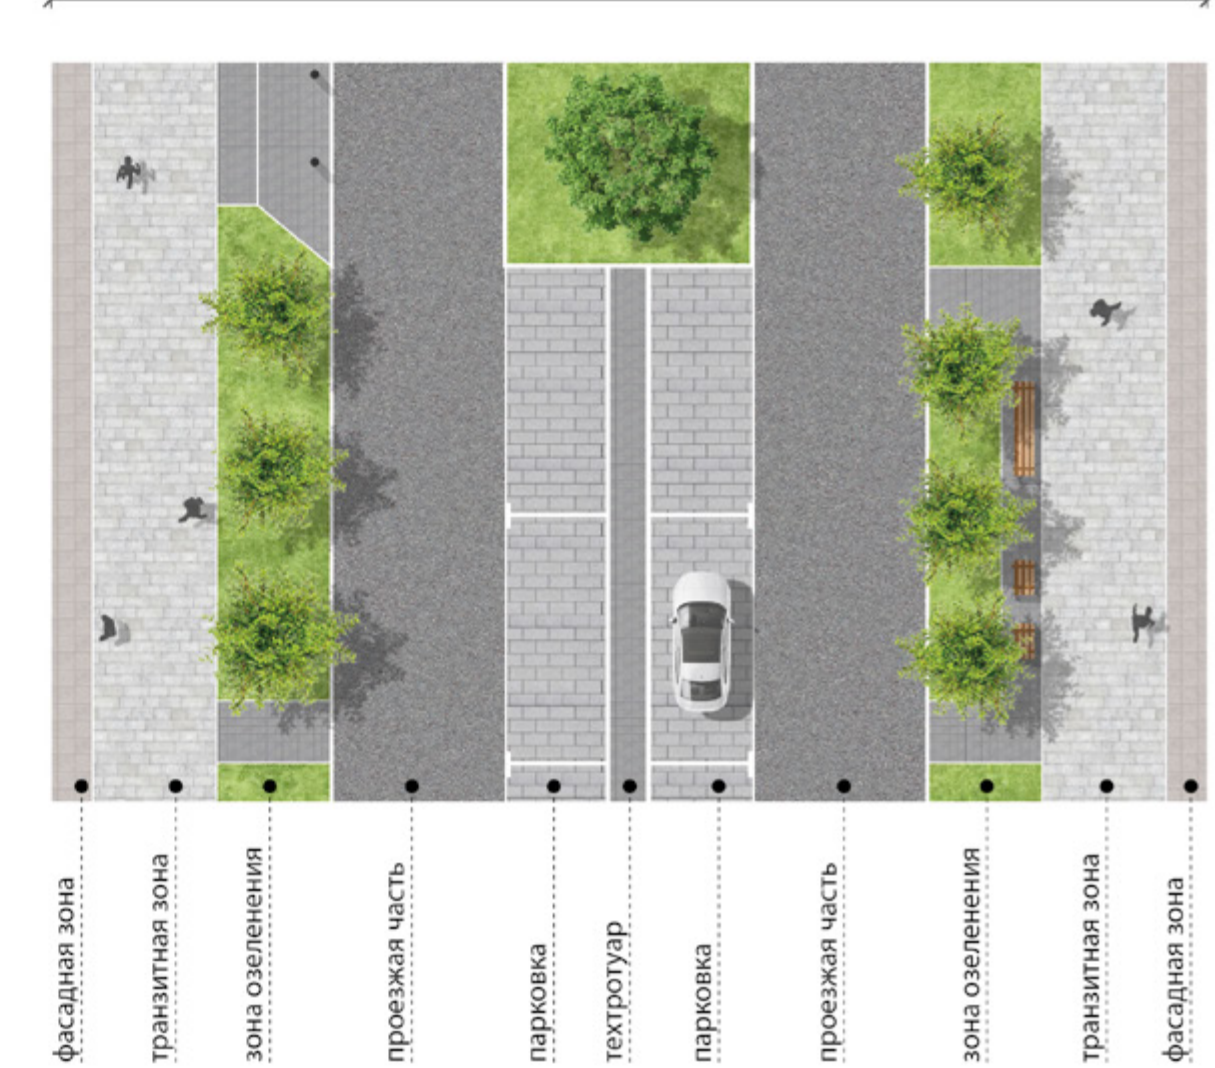 фасадная зона
транзитная зона
зона озеленения
проезжая часть
парковка
техтротуар
парковка
проезжая часть
зона озеленения
транзитная зона
фасадная зона